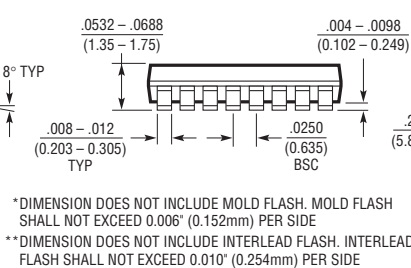 .0532 – .0688
(1.35 – 1.75)
.004 – .0098
(0.102 – 0.249)
8° TYP
.008 – .012
(0.203 – 0.305)
TYP
.0250
(0.635)
BSC
.2
(5.8
*DIMENSION DOES NOT INCLUDE MOLD FLASH. MOLD FLASH
SHALL NOT EXCEED 0.006" (0.152mm) PER SIDE
**DIMENSION DOES NOT INCLUDE INTERLEAD FLASH. INTERLEAD
FLASH SHALL NOT EXCEED 0.010" (0.254mm) PER SIDE